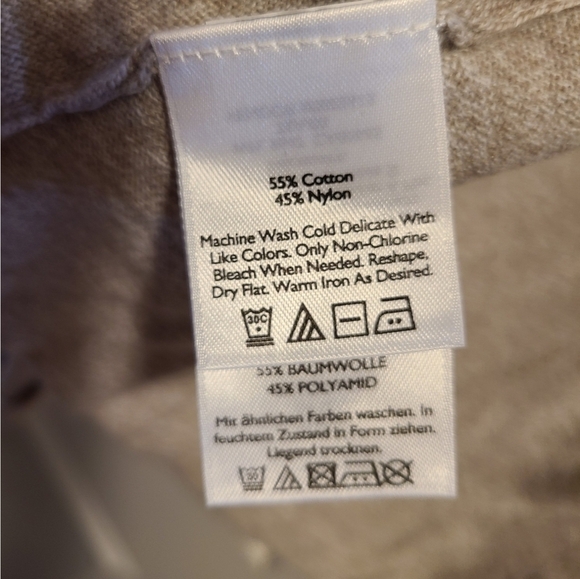 55% Cotton
45% Nylon
Machine Wash Cold Delicate With
Like Colors. Only Non-Chlorine
Bleach When Needed. Reshape,
Dry Flat. Warm Iron As Desired.
30C
55% BAUMWOLLE
45% POLYAMID
Mit ähnlichen Farben waschen. In
feuchtem Zustand in Form ziehen.
Liegend trocknen.
30